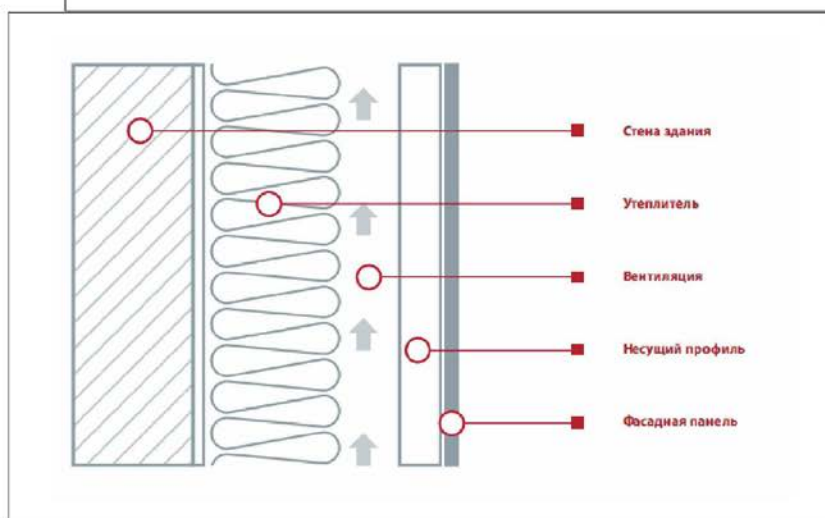 Стена здания
Утеплитель
Вентиляция
Несущий профиль
Фасадная панель